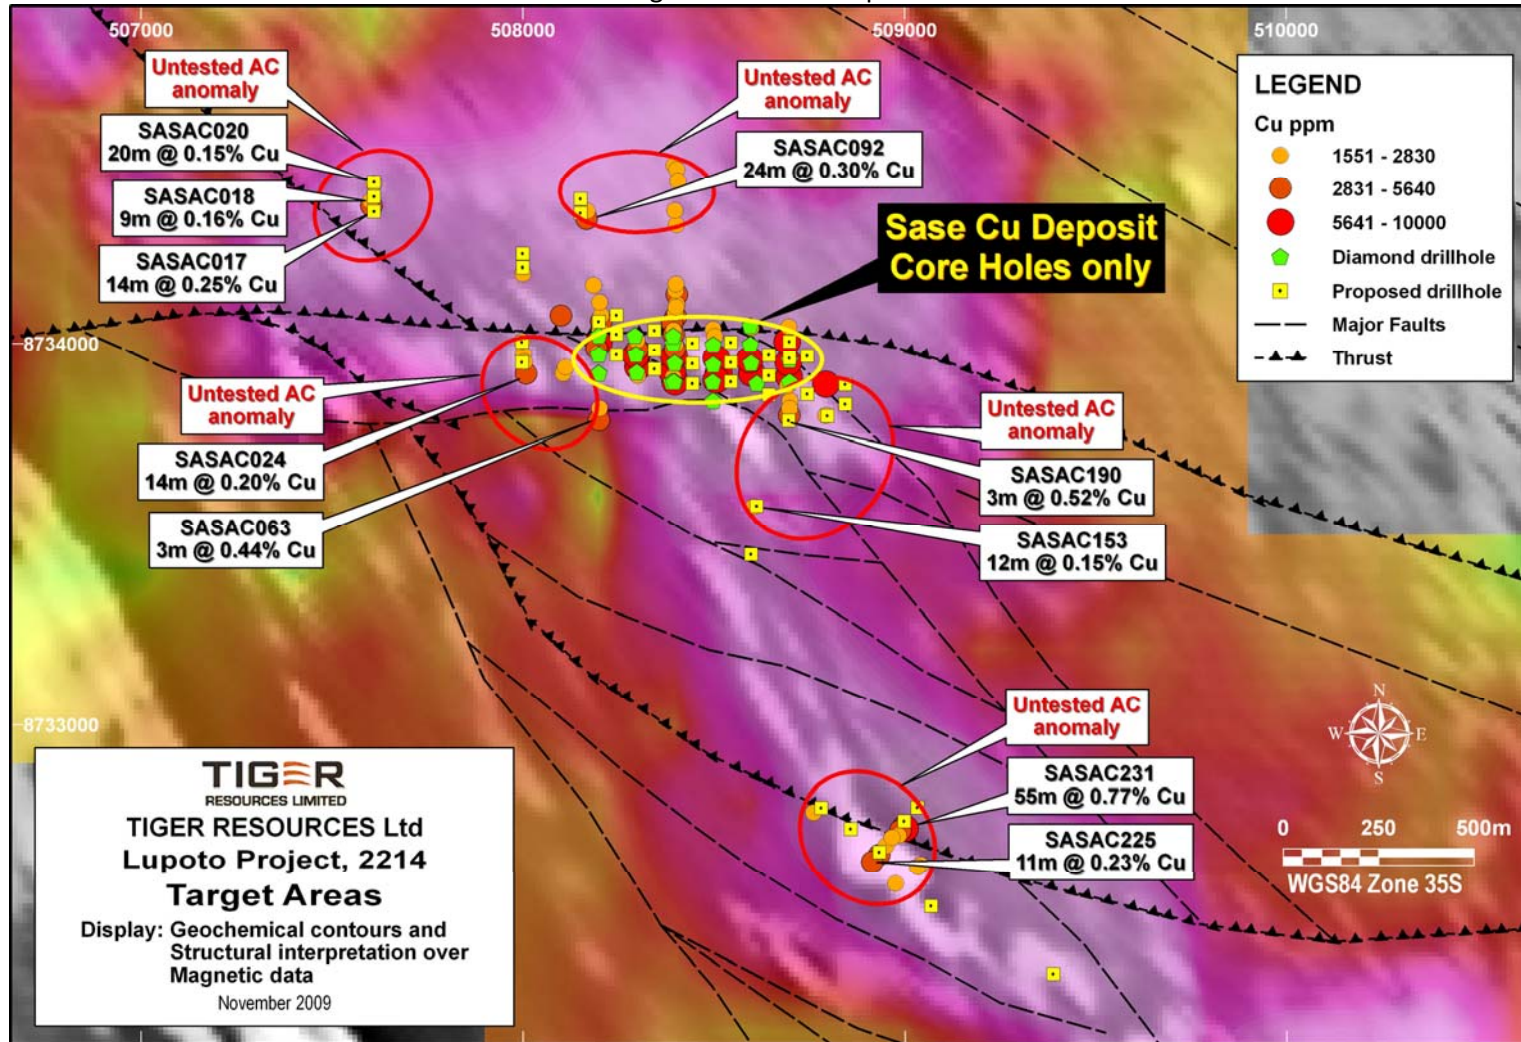 507000
508000
509000
510000
Untested AC
anomaly
SASAC020
20m @ 0.15% Cu
SASAC018
9m @ 0.16% Cu
SASAC017
14m @ 0.25% Cu
Untested AC
anomaly
SASAC092
24m @ 0.30% Cu
Sase Cu Deposit
Core Holes only
LEGEND
Cu ppm
1551 - 2830
2831 - 5640
5641 - 10000
Diamond drillhole
Proposed drillhole
Major Faults
Thrust
8734000
Untested AC
anomaly
SASAC024
14m @ 0.20% Cu
SASAC063
3m @ 0.44% Cu
Untested AC
anomaly
SASAC190
3m @ 0.52% Cu
SASAC153
12m @ 0.15% Cu
8733000
Untested AC
anomaly
SASAC231
55m @ 0.77% Cu
SASAC225
11m @ 0.23% Cu
N
W E
S
0 250 500m
WGS84 Zone 35S
TIGER
RESOURCES LIMITED
TIGER RESOURCES Ltd
Lupoto Project, 2214
Target Areas
Display: Geochemical contours and
Structural interpretation over
Magnetic data
November 2009